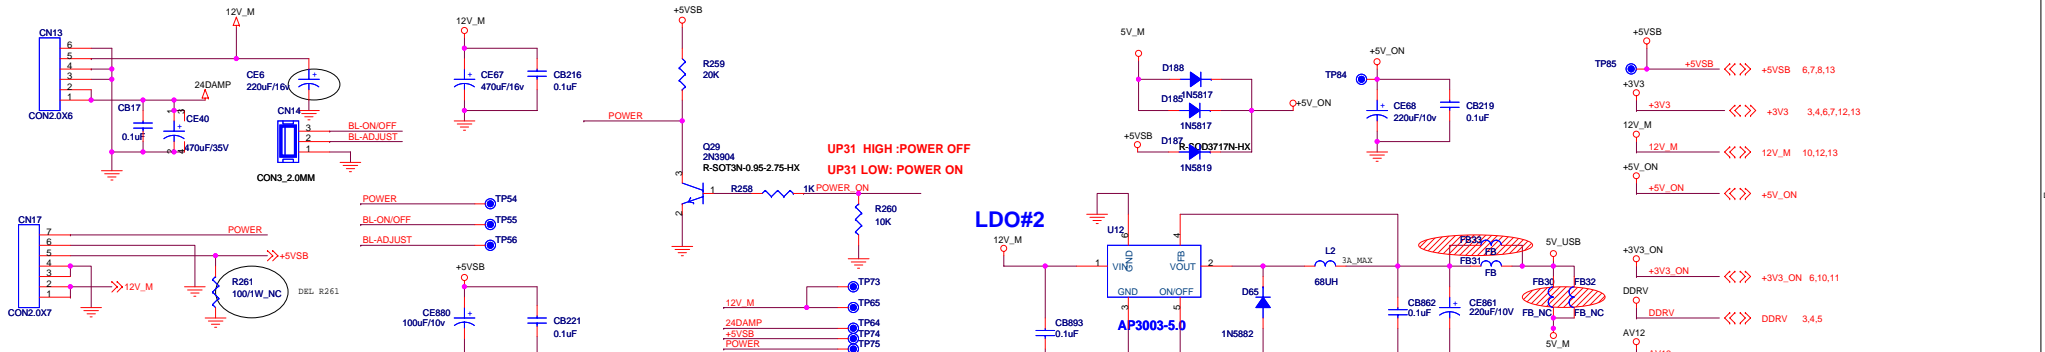 CN13
6
5
4
3
2
1
CON2.0X6
12V_M
CE6
220uF/16v
24DAMP
CB17
0.1uF
CE40
470uF/35V
CN14
3
2
1
BL-ON/OFF
BL-ADJUST
CON3_2.0MM
12V_M
CE67
470uF/16v
CB216
0.1uF
+5VSB
R259
20K
POWER
Q29
2N3904
R-SOT3N-0.95-2.75-HX
3
1
2
R258
1K
POWER_ON
R260
10K
UP31 HIGH :POWER OFF
UP31 LOW: POWER ON
5V_M
D188
1N5817
D185
1N5817
+5VSB
D187
R-SOD3717N-HX
1N5819
+5V_ON
+5V_ON
TP84
CE68
220uF/10v
CB219
0.1uF
+5VSB
TP85
+5VSB
+5VSB 6,7,8,13
+3V3
+3V3
+3V3 3,4,6,7,12,13
12V_M
12V_M
12V_M 10,12,13
+5V_ON
+5V_ON
+5V_ON
CN17
7
6
5
4
3
2
1
CON2.0X7
POWER
+5VSB
12V_M
R261
100/1W_NC
DEL R261
POWER
TP54
BL-ON/OFF
TP55
BL-ADJUST
TP56
+5VSB
CE880
100uF/10v
CB221
0.1uF
TP73
12V_M
TP65
24DAMP
TP64
+5VSB
TP74
POWER
TP75
LDO#2
12V_M
CB893
0.1uF
U12
6
4
GND
FB
1
VIN
VOUT
2
GND
ON/OFF
3
5
AP3003-5.0
D65
1N5882
L2
68UH
3A_MAX
CB862
0.1uF
CE861
220uF/10V
FB33
FB
FB31
FB
5V_USB
FB30
FB32
FB_NC
FB_NC
5V_M
+3V3_ON
+3V3_ON
+3V3_ON 6,10,11
DDRV
DDRV
DDRV 3,4,5
AV12